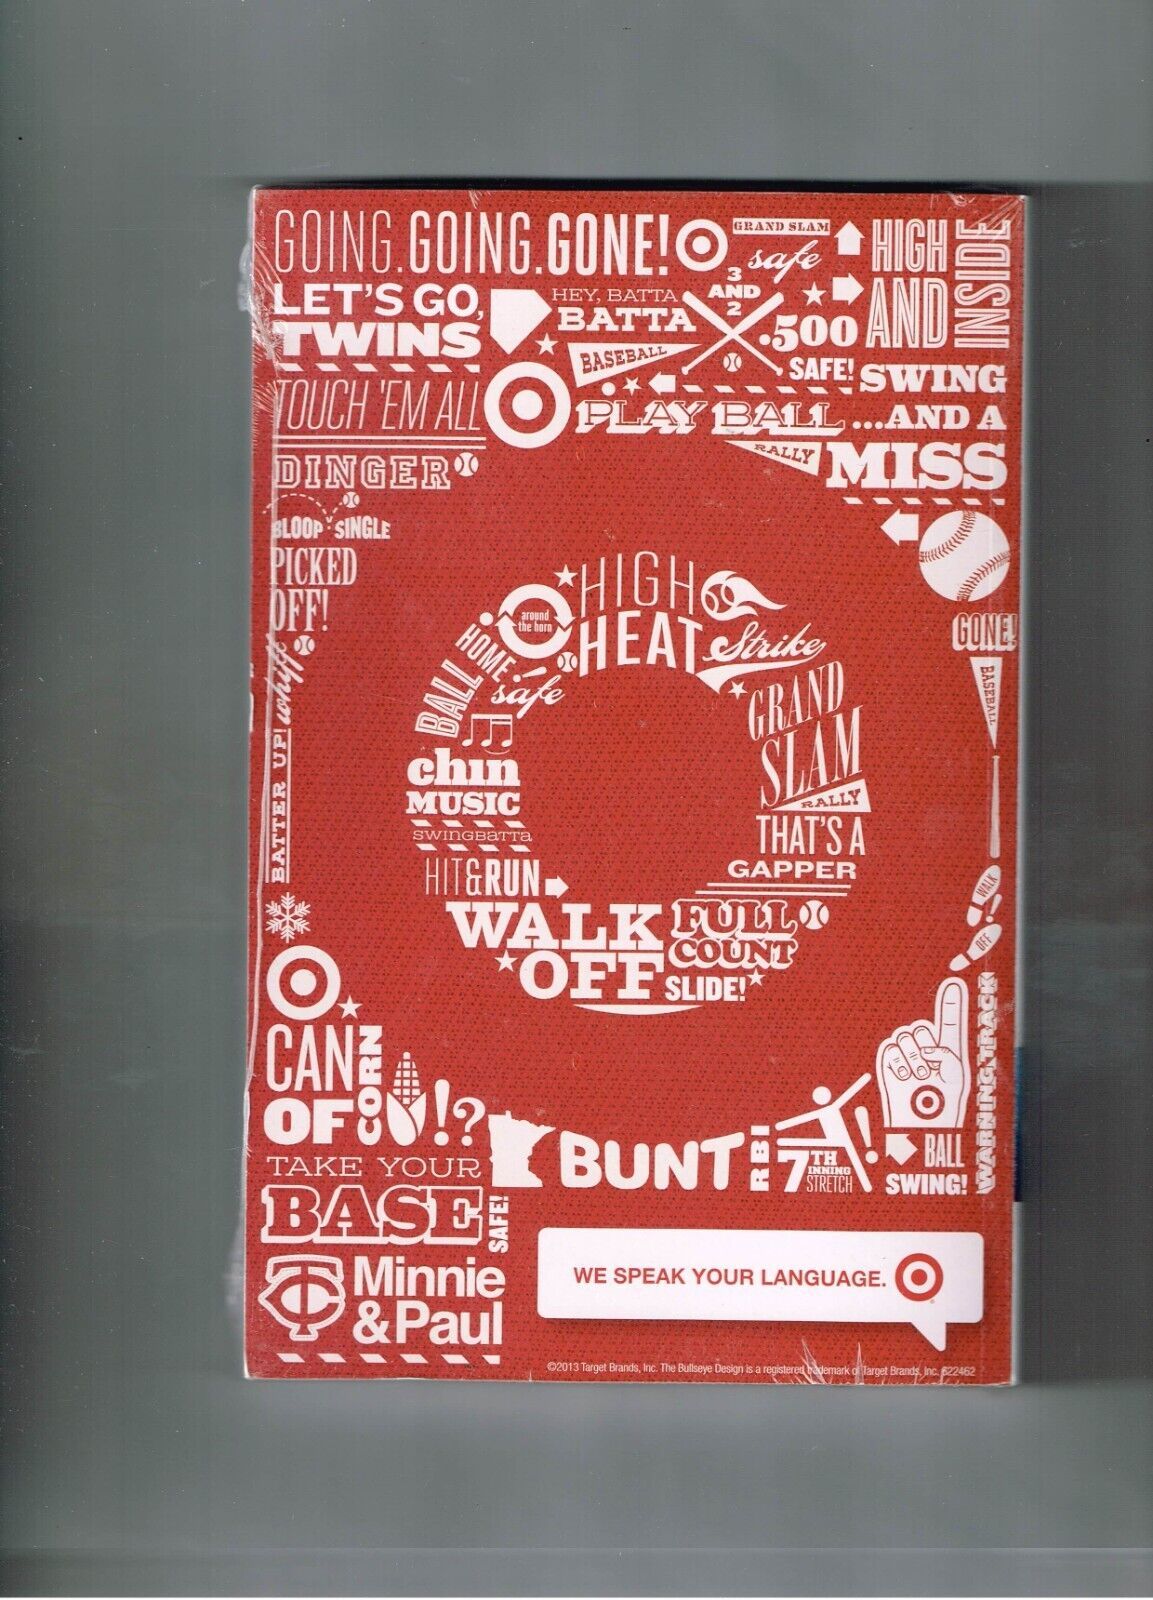 GOING. GOING. GONE!
GRAND SLAM
safe
HIGH
AND
INSIDE
LET'S GO,
TWINS
HEY, BATTA
BATTA
3
AND
2
.500
SAFE!
BASEBALL
SWING
...AND A
MISS
TOUCH 'EM ALL
PLAY BALL
RALLY
DINGER
BLOOP SINGLE
PICKED
OFF!
whiff
BATTER UP!
GONE!
BASEBALL
HIGH
HEAT
around
the horn
Strike
HOME
BALL
safe
GRAND
SLAM
RALLY
chin
MUSIC
SWINGBATTA
THAT'S A
GAPPER
HIT&RUN
WALK
OFF
FULL
COUNT
SLIDE!
WALK
OFF
WARNING TRACK
CAN
OF
CORN
!?
TAKE YOUR
BASE
SAFE!
BUNT
RBI
7TH
INNING
STRETCH
!
BALL
SWING!
TC
Minnie
& Paul
WE SPEAK YOUR LANGUAGE.
©2013 Target Brands, Inc. The Bullseye Design is a registered trademark of Target Brands, Inc. 622462